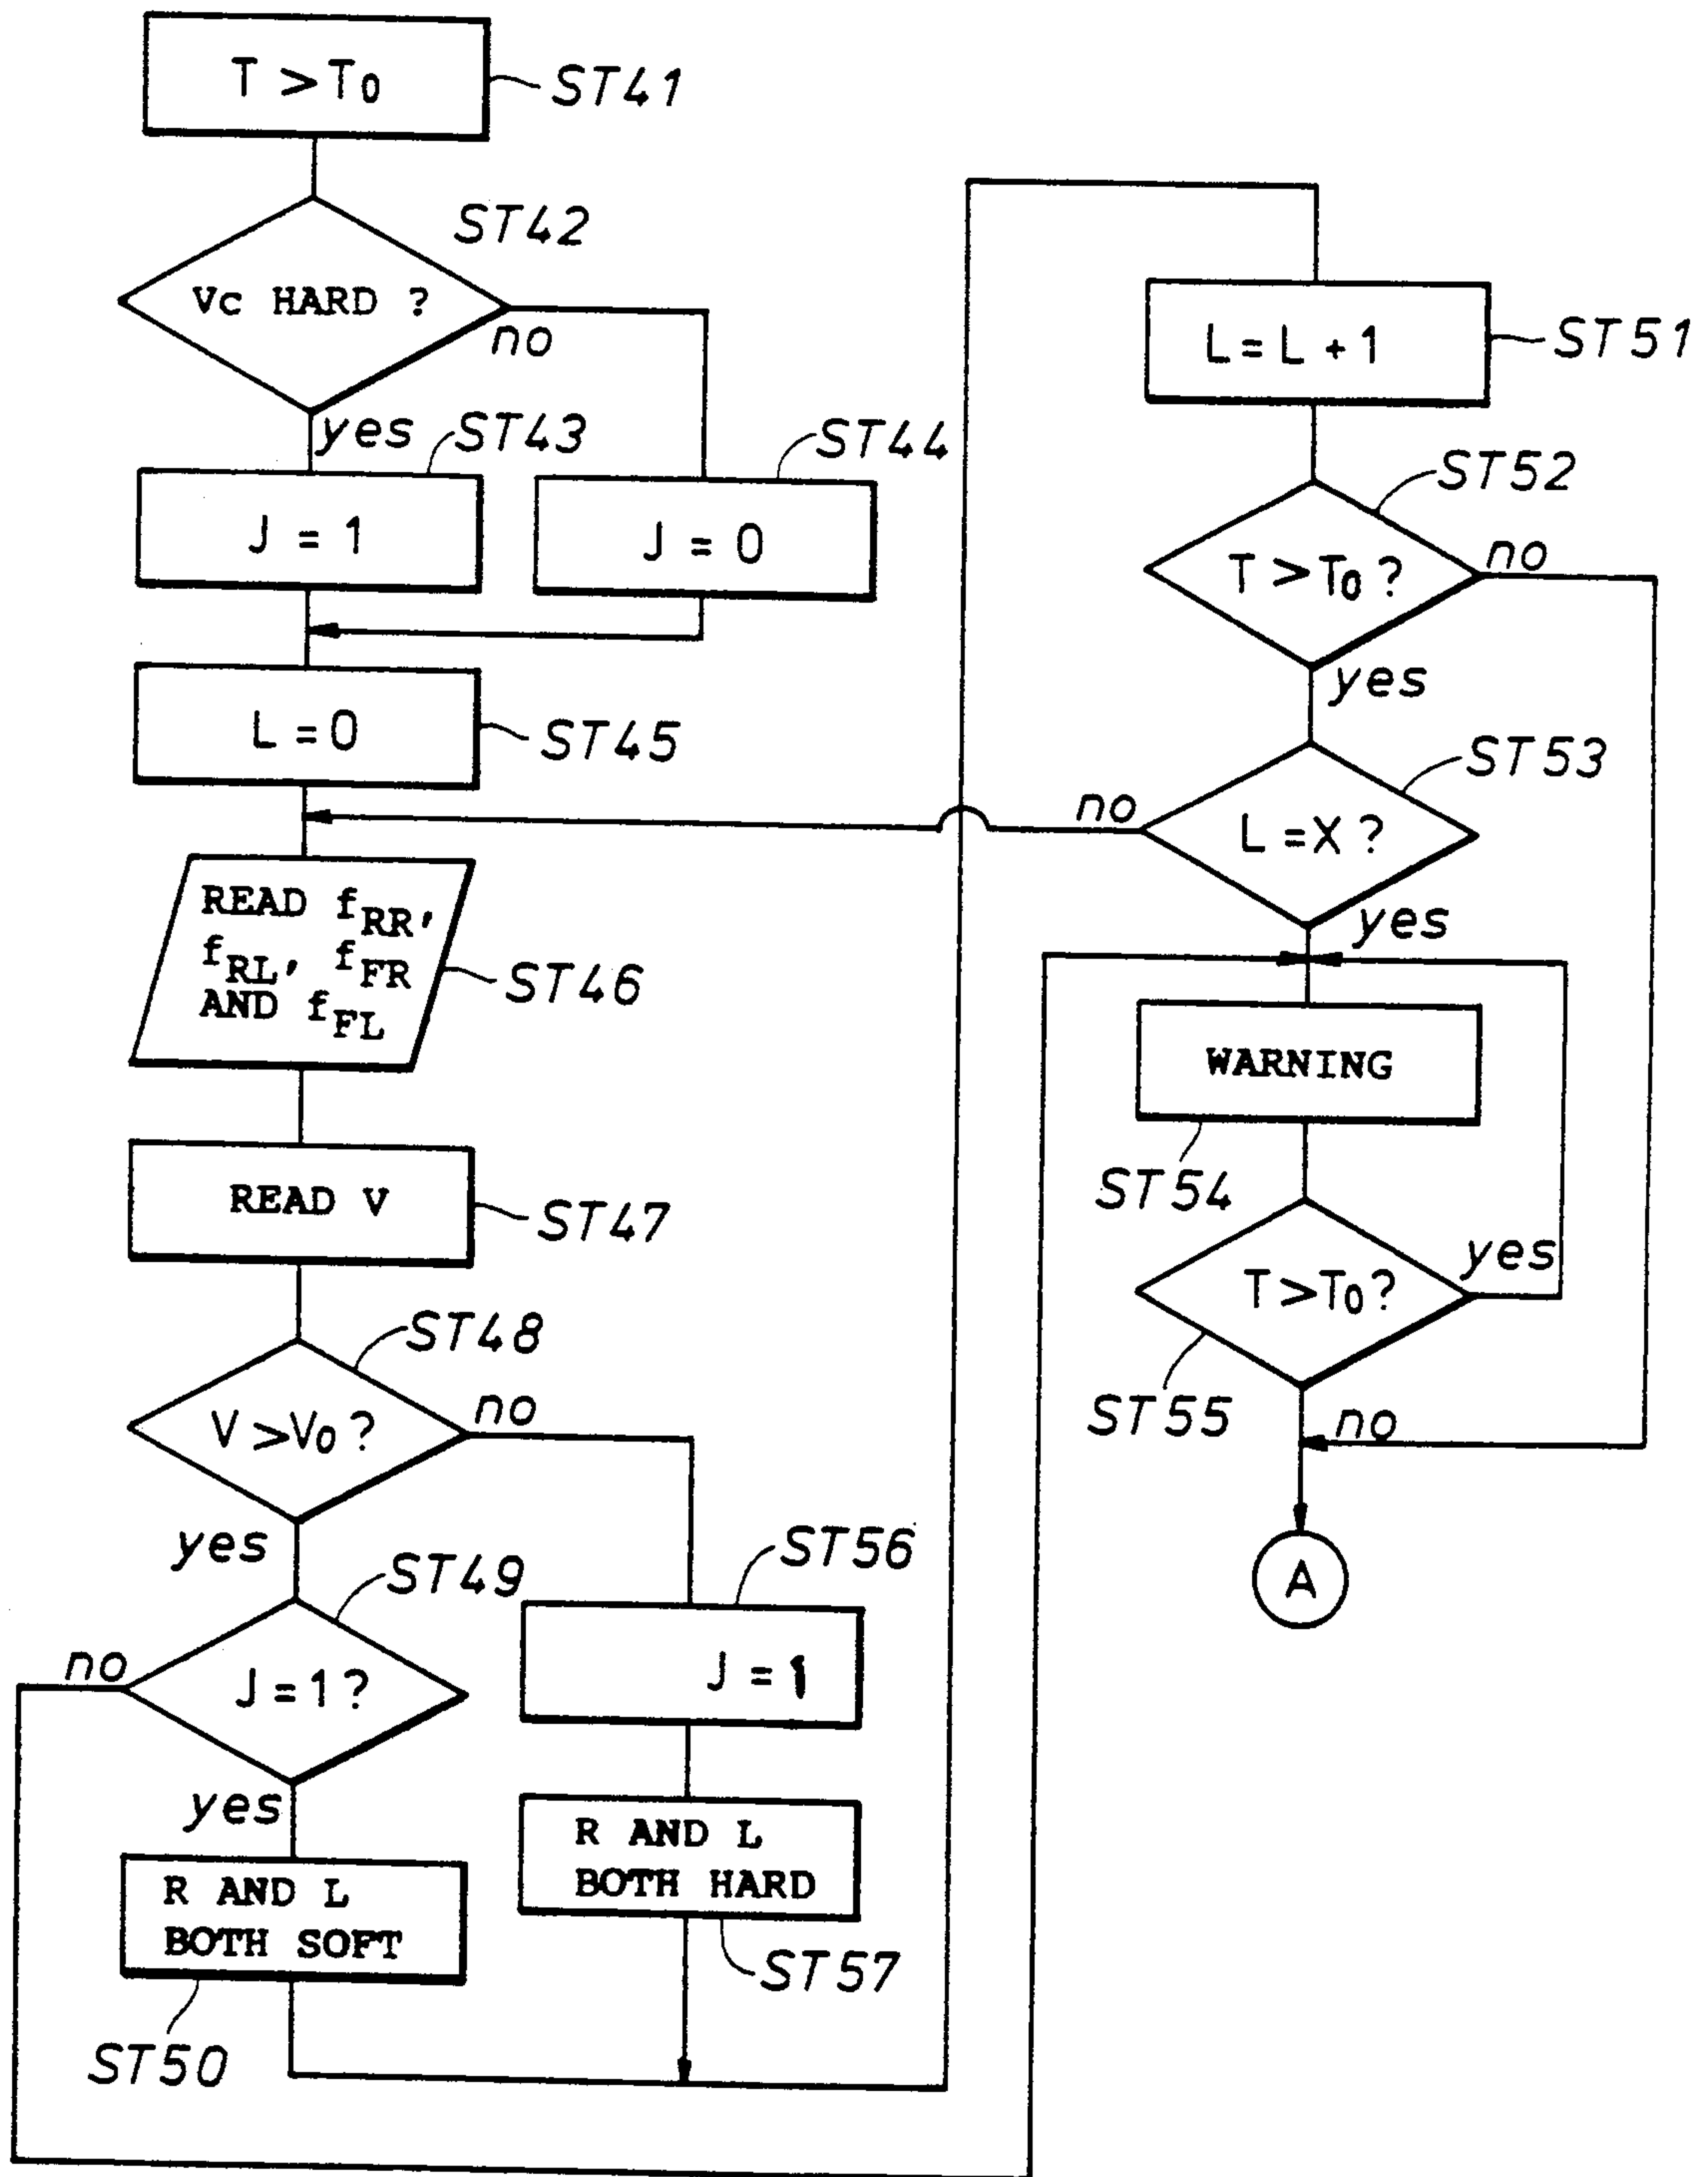 T > T0
ST41
Vc HARD ?
ST42
no
yes
ST43
J = 1
ST44
J = 0
L = 0
ST45
READ fRR,
fRL, fFR
AND fFL
ST46
READ V
ST47
V > V0 ?
ST48
no
yes
J = 1 ?
ST49
no
yes
R AND L
BOTH SOFT
ST50
ST56
J = 1
R AND L
BOTH HARD
ST57
L = L + 1
ST51
T > T0 ?
ST52
no
yes
L = X ?
ST53
no
yes
WARNING
ST54
T > T0 ?
ST55
yes
no
A